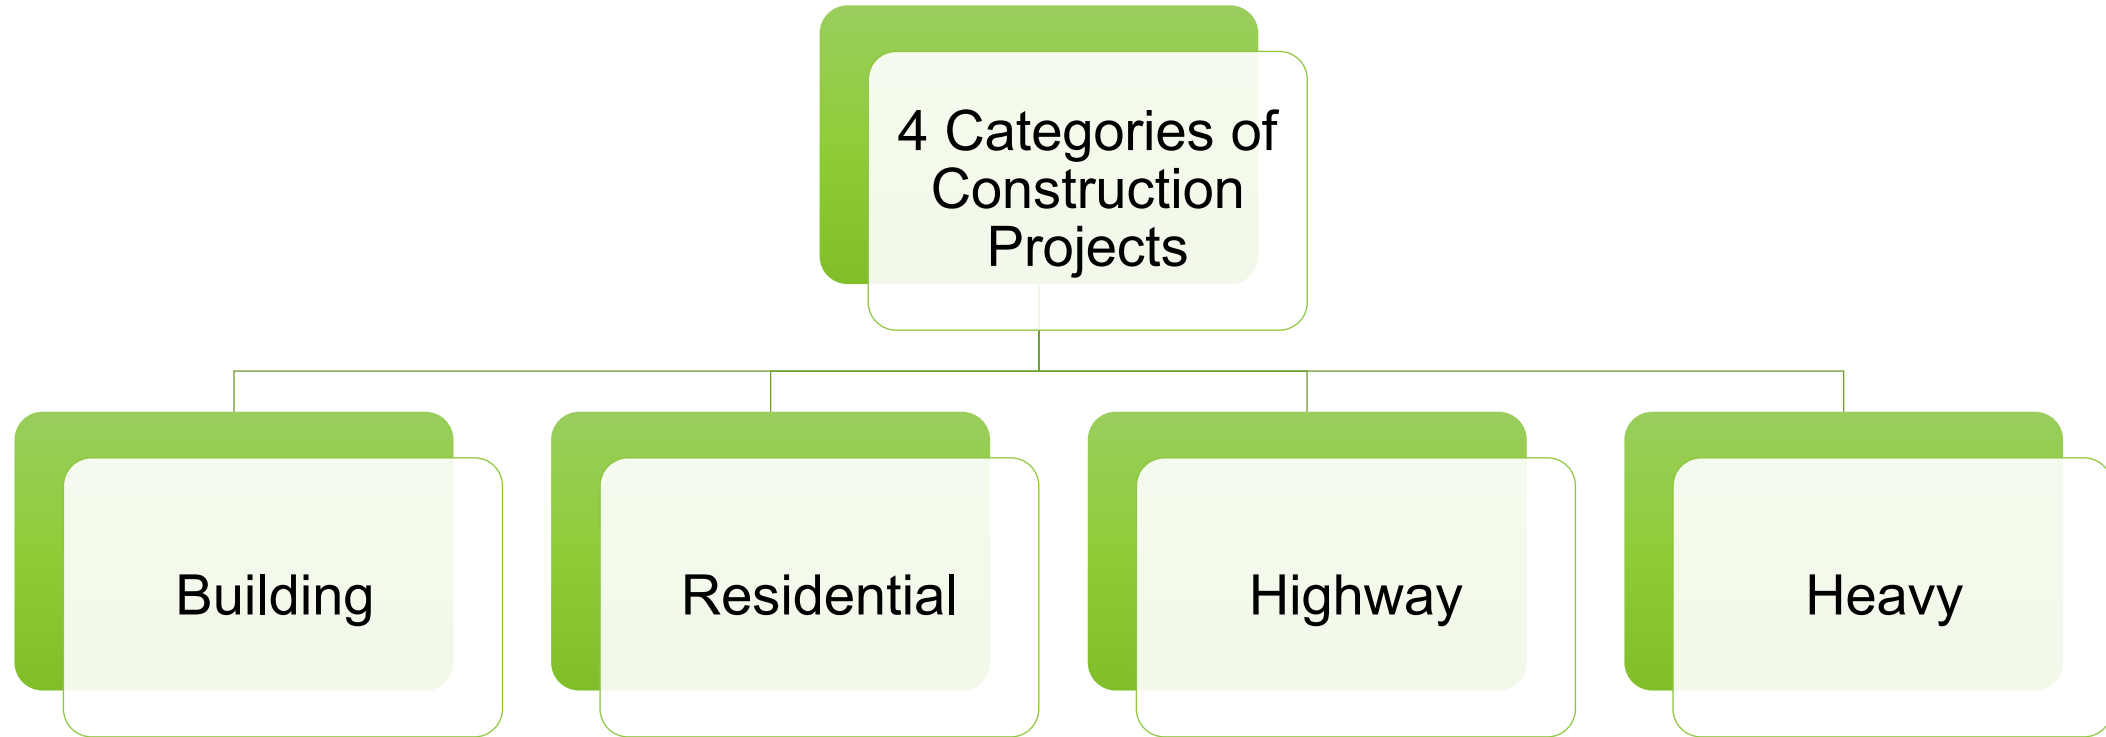 4 Categories of
Construction
Projects
Building
Residential
Highway
Heavy